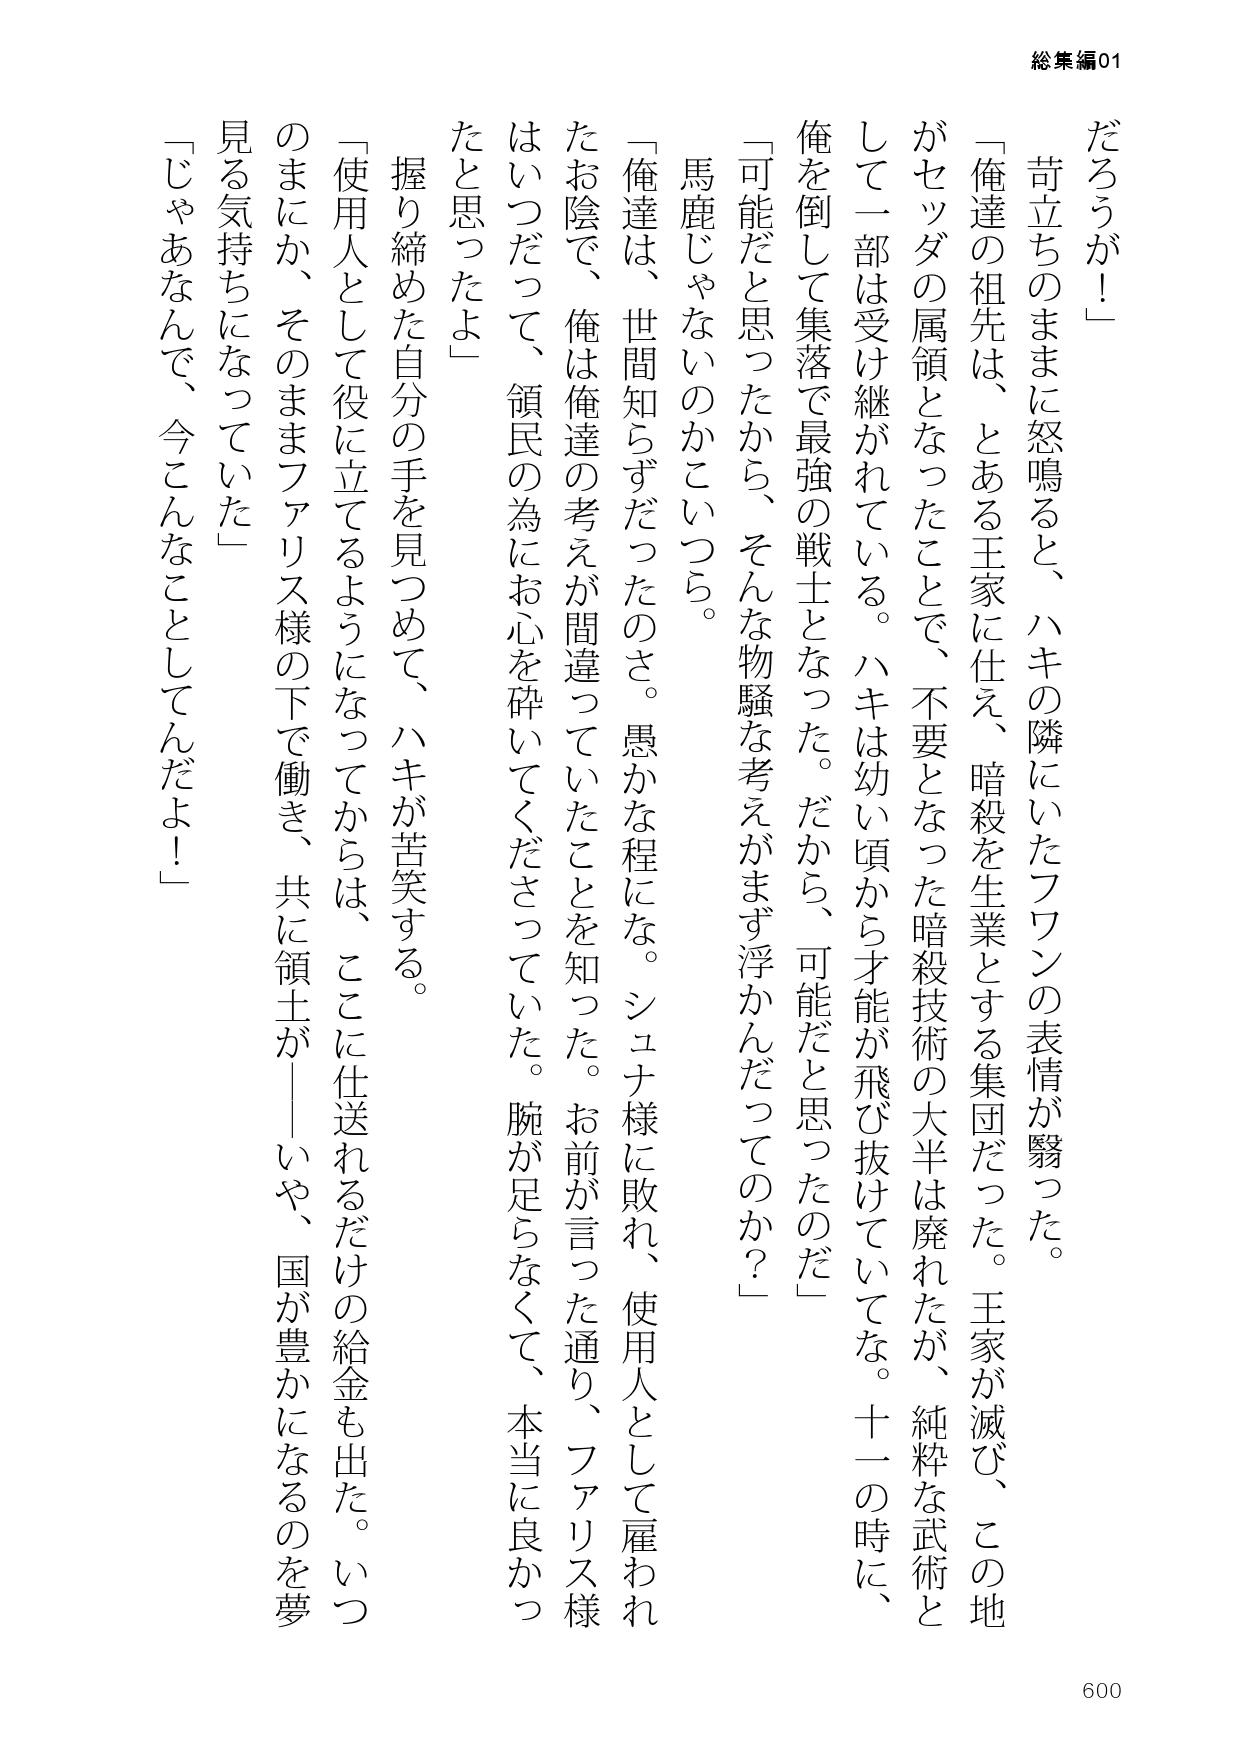 総集編01
だろうが！」
　苛立ちのままに怒鳴ると、ハキの隣にいたフワンの表情が翳った。
「俺達の祖先は、とある王家に仕え、暗殺を生業とする集団だった。王家が滅び、この地
がセッダの属領となったことで、不要となった暗殺技術の大半は廃れたが、純粋な武術と
して一部は受け継がれている。ハキは幼い頃から才能が飛び抜けていてな。十一の時に、
俺を倒して集落で最強の戦士となった。だから、可能だと思ったのだ」
「可能だと思ったから、そんな物騒な考えがまず浮かんだってのか？」
　馬鹿じゃないのかこいつら。
「俺達は、世間知らずだったのさ。愚かな程にな。シュナ様に敗れ、使用人として雇われ
たお陰で、俺は俺達の考えが間違っていたことを知った。お前が言った通り、ファリス様
はいつだって、領民の為にお心を砕いてくださっていた。腕が足らなくて、本当に良かっ
たと思ったよ」
　握り締めた自分の手を見つめて、ハキが苦笑する。
「使用人として役に立てるようになってからは、ここに仕送れるだけの給金も出た。いつ
のまにか、そのままファリス様の下で働き、共に領土が――いや、国が豊かになるのを夢
見る気持ちになっていた」
「じゃあなんで、今こんなことしてんだよ！」
600